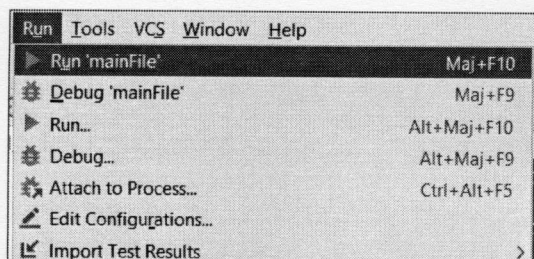 Run Tools VCS Window Help
Run 'mainFile' Maj+F10
Debug 'mainFile' Maj+F9
Run... Alt+Maj+F10
Debug... Alt+Maj+F9
Attach to Process... Ctrl+Alt+F5
Edit Configurations...
Import Test Results